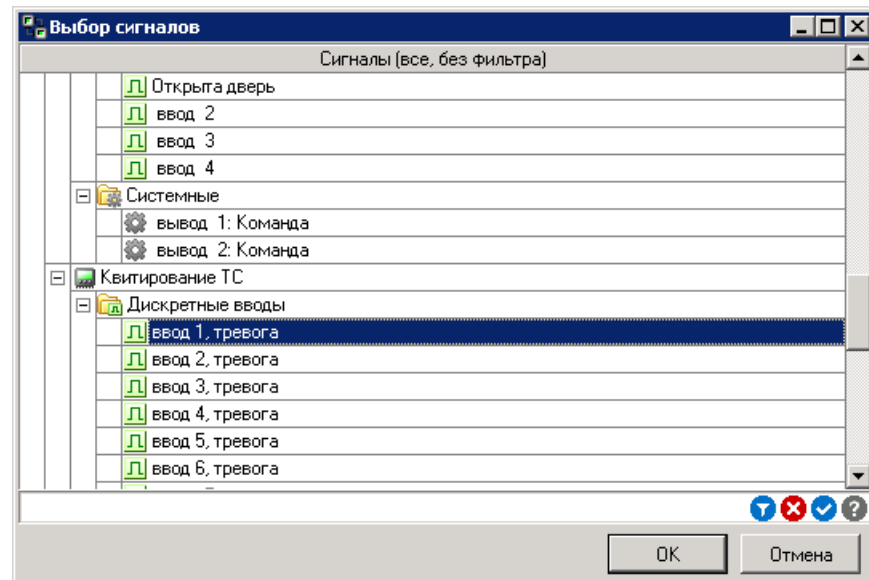 Выбор сигналов
Сигналы (все, без фильтра)
Открыта дверь
ввод 2
ввод 3
ввод 4
Системные
вывод 1: Команда
вывод 2: Команда
Квитирование ТС
Дискретные вводы
ввод 1, тревога
ввод 2, тревога
ввод 3, тревога
ввод 4, тревога
ввод 5, тревога
ввод 6, тревога
OK
Отмена